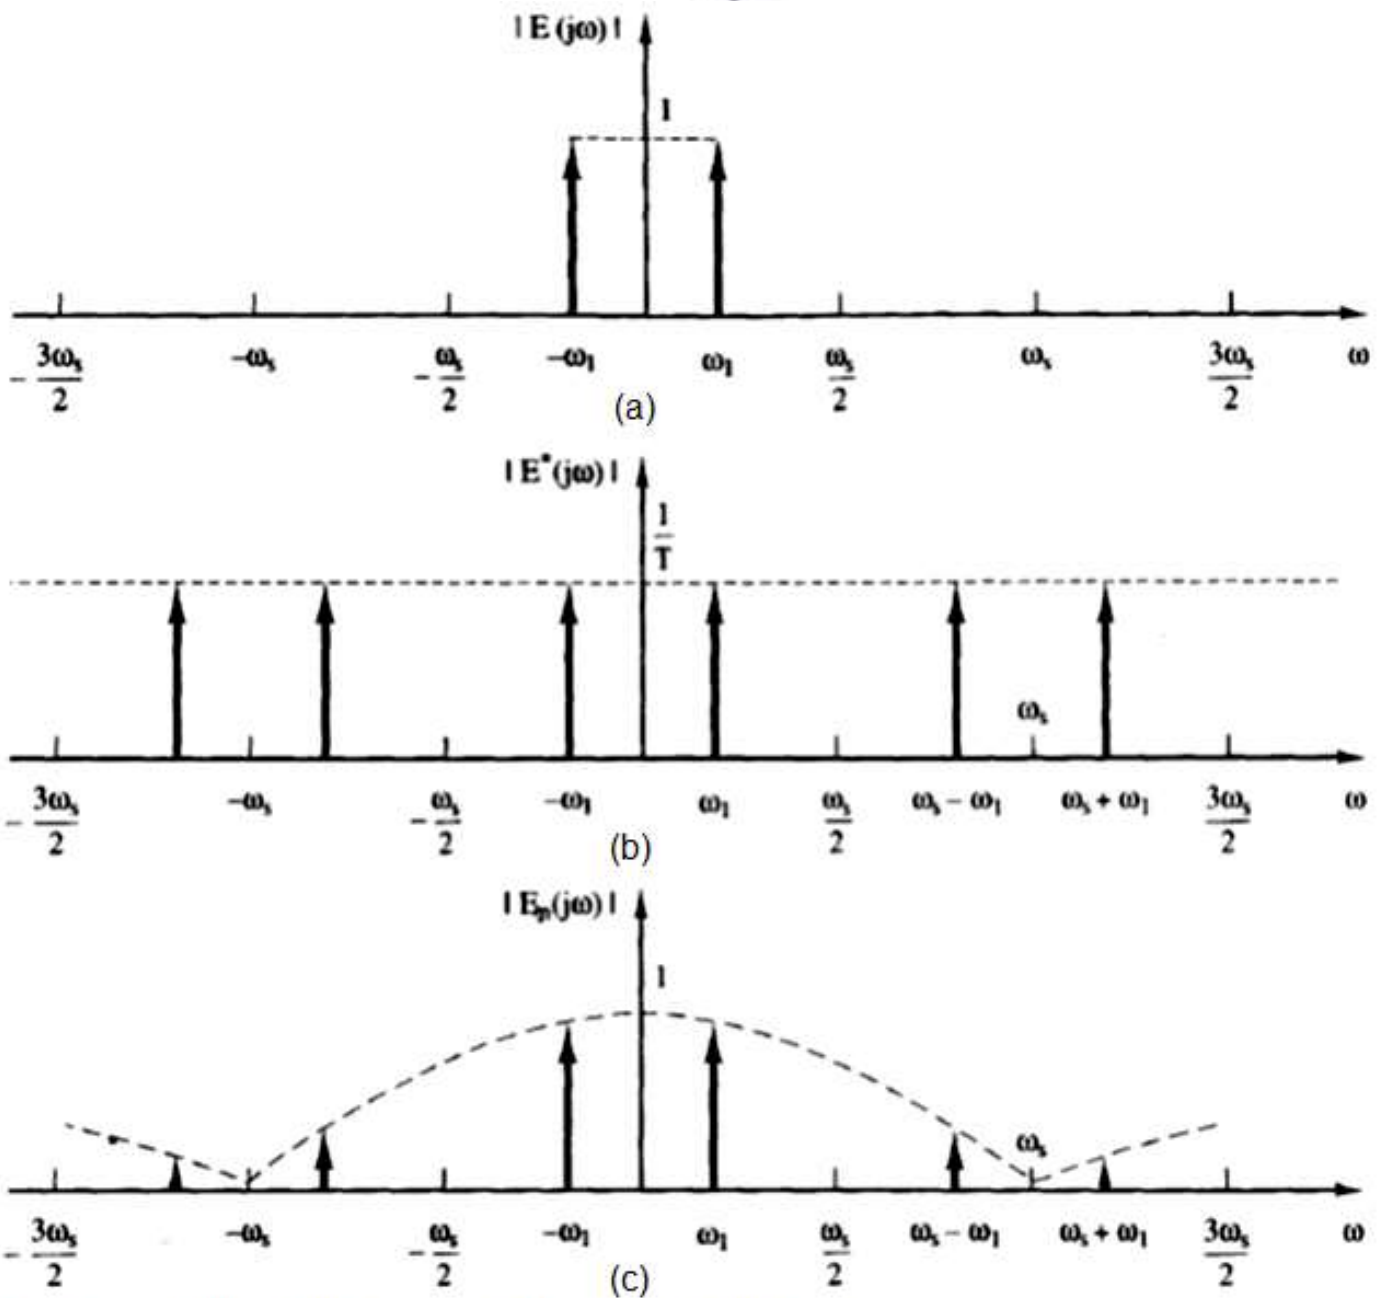 | E (jω) |
1
- 3ωs/2 -ωs - ωs/2 -ω1 ω1 ωs/2 ωs 3ωs/2 ω
(a)
| E*(jω) |
1/T
ωs
- 3ωs/2 -ωs - ωs/2 -ω1 ω1 ωs/2 ωs - ω1 ωs + ω1 3ωs/2 ω
(b)
1
ωs
- 3ωs/2 -ωs - ωs/2 -ω1 ω1 ωs/2 ωs - ω1 ωs + ω1 3ωs/2 ω
(c)